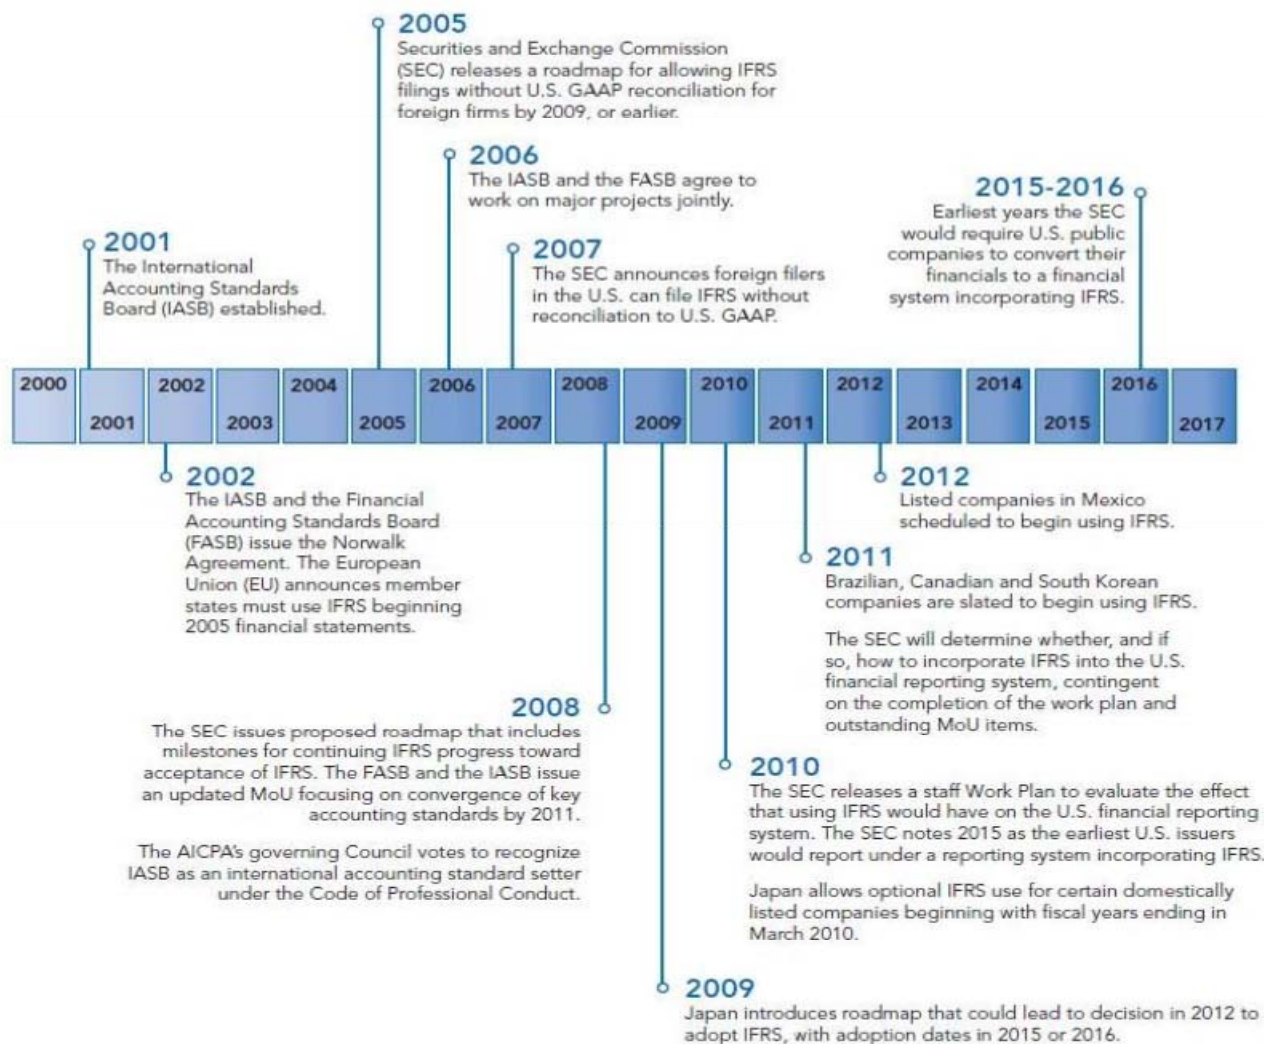 2005
Securities and Exchange Commission
(SEC) releases a roadmap for allowing IFRS
filings without U.S. GAAP reconciliation for
foreign firms by 2009, or earlier.
2006
The IASB and the FASB agree to
work on major projects jointly.
2015-2016
Earliest years the SEC
would require U.S. public
companies to convert their
financials to a financial
system incorporating IFRS.
2001
The International
Accounting Standards
Board (IASB) established.
2007
The SEC announces foreign filers
in the U.S. can file IFRS without
reconciliation to U.S. GAAP.
2000
2001
2002
2003
2004
2005
2006
2007
2008
2009
2010
2011
2012
2013
2014
2015
2016
2017
2002
The IASB and the Financial
Accounting Standards Board
(FASB) issue the Norwalk
Agreement. The European
Union (EU) announces member
states must use IFRS beginning
2005 financial statements.
2012
Listed companies in Mexico
scheduled to begin using IFRS.
2011
Brazilian, Canadian and South Korean
companies are slated to begin using IFRS.
The SEC will determine whether, and if
so, how to incorporate IFRS into the U.S.
financial reporting system, contingent
on the completion of the work plan and
outstanding MoU items.
2008
The SEC issues proposed roadmap that includes
milestones for continuing IFRS progress toward
acceptance of IFRS. The FASB and the IASB issue
an updated MoU focusing on convergence of key
accounting standards by 2011.
The AICPA's governing Council votes to recognize
IASB as an international accounting standard setter
under the Code of Professional Conduct.
2010
The SEC releases a staff Work Plan to evaluate the effect
that using IFRS would have on the U.S. financial reporting
system. The SEC notes 2015 as the earliest U.S. issuers
would report under a reporting system incorporating IFRS.
Japan allows optional IFRS use for certain domestically
listed companies beginning with fiscal years ending in
March 2010.
2009
Japan introduces roadmap that could lead to decision in 2012 to
adopt IFRS, with adoption dates in 2015 or 2016.